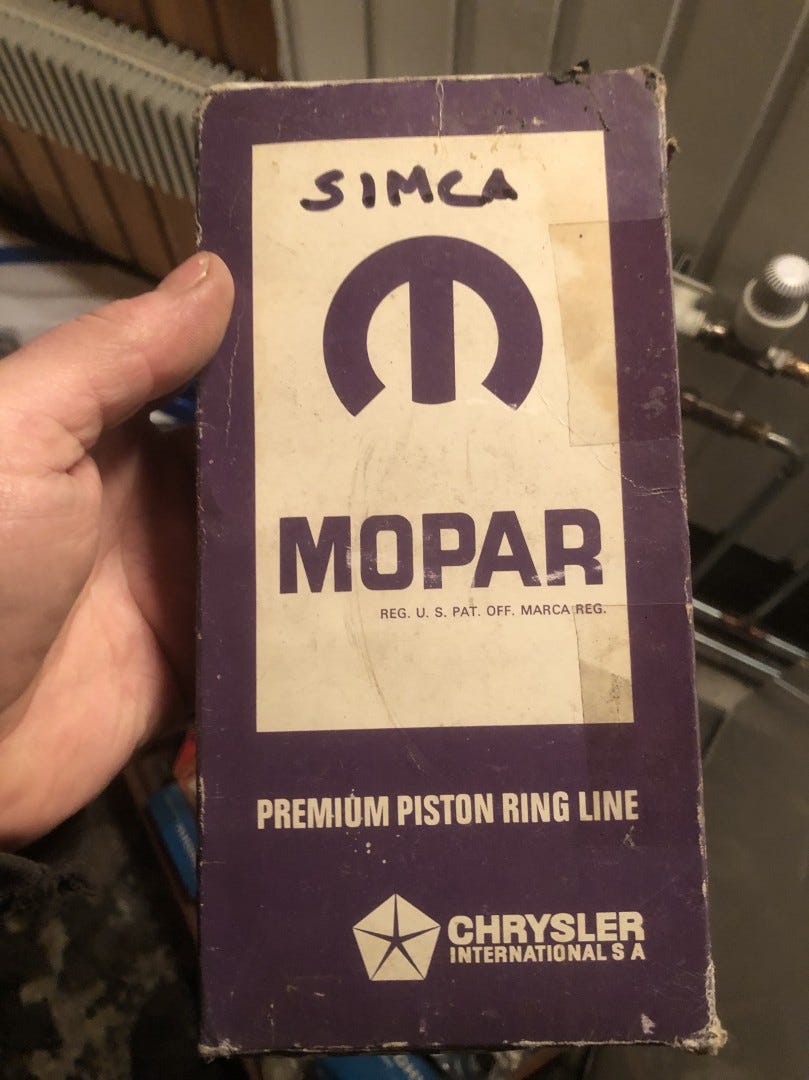 SIMCA
MOPAR
REG. U. S. PAT. OFF. MARCA REG.
PREMIUM PISTON RING LINE
CHRYSLER
INTERNATIONAL S A